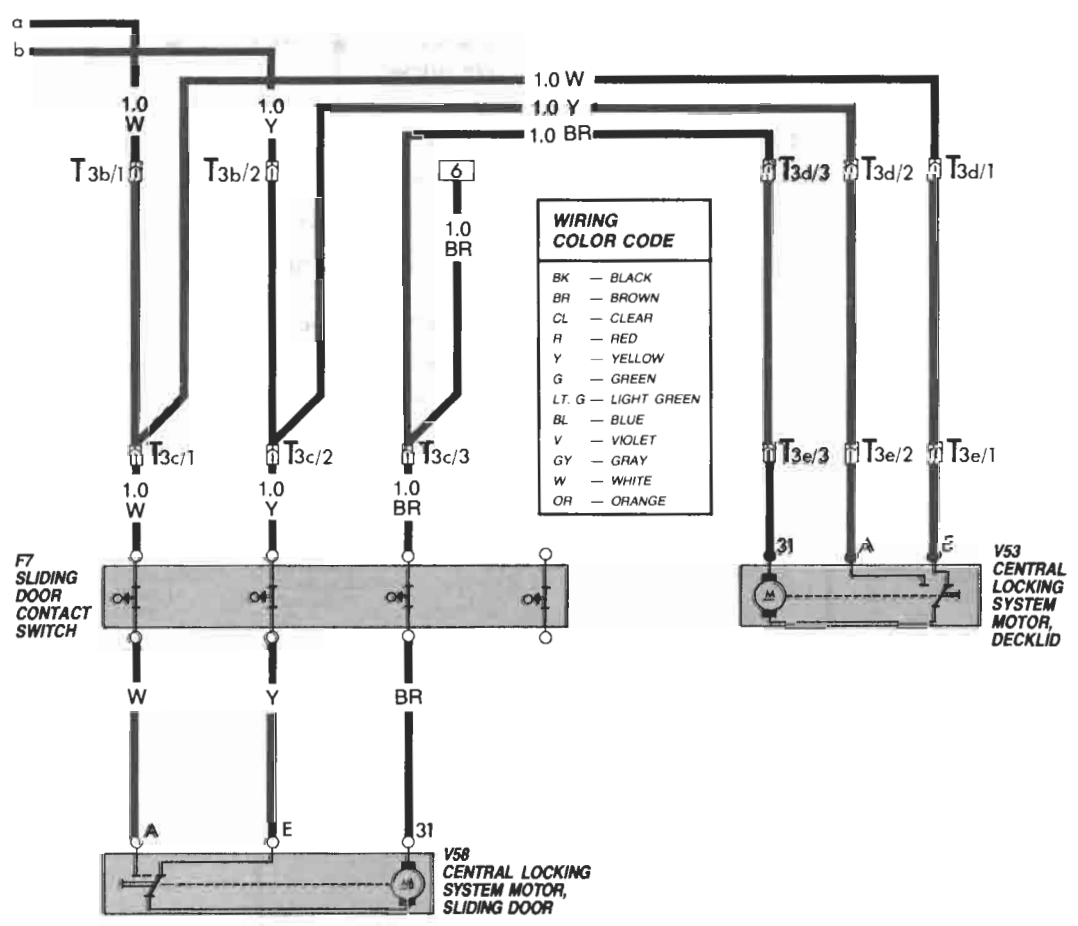 a
b
1.0 W
1.0 Y
1.0 BR
1.0
W
1.0
Y
T3b/1
T3b/2
6
T3d/3
T3d/2
T3d/1
1.0
BR
WIRING
COLOR CODE
BK — BLACK
BR — BROWN
CL — CLEAR
R — RED
Y — YELLOW
G — GREEN
LT. G — LIGHT GREEN
BL — BLUE
V — VIOLET
GY — GRAY
W — WHITE
OR — ORANGE
T3c/1
T3c/2
T3c/3
T3e/3
T3e/2
T3e/1
1.0
W
1.0
Y
1.0
BR
31
A
E
F7
SLIDING
DOOR
CONTACT
SWITCH
M
V53
CENTRAL
LOCKING
SYSTEM
MOTOR,
DECKLID
W
Y
BR
A
E
31
M
V58
CENTRAL LOCKING
SYSTEM MOTOR,
SLIDING DOOR